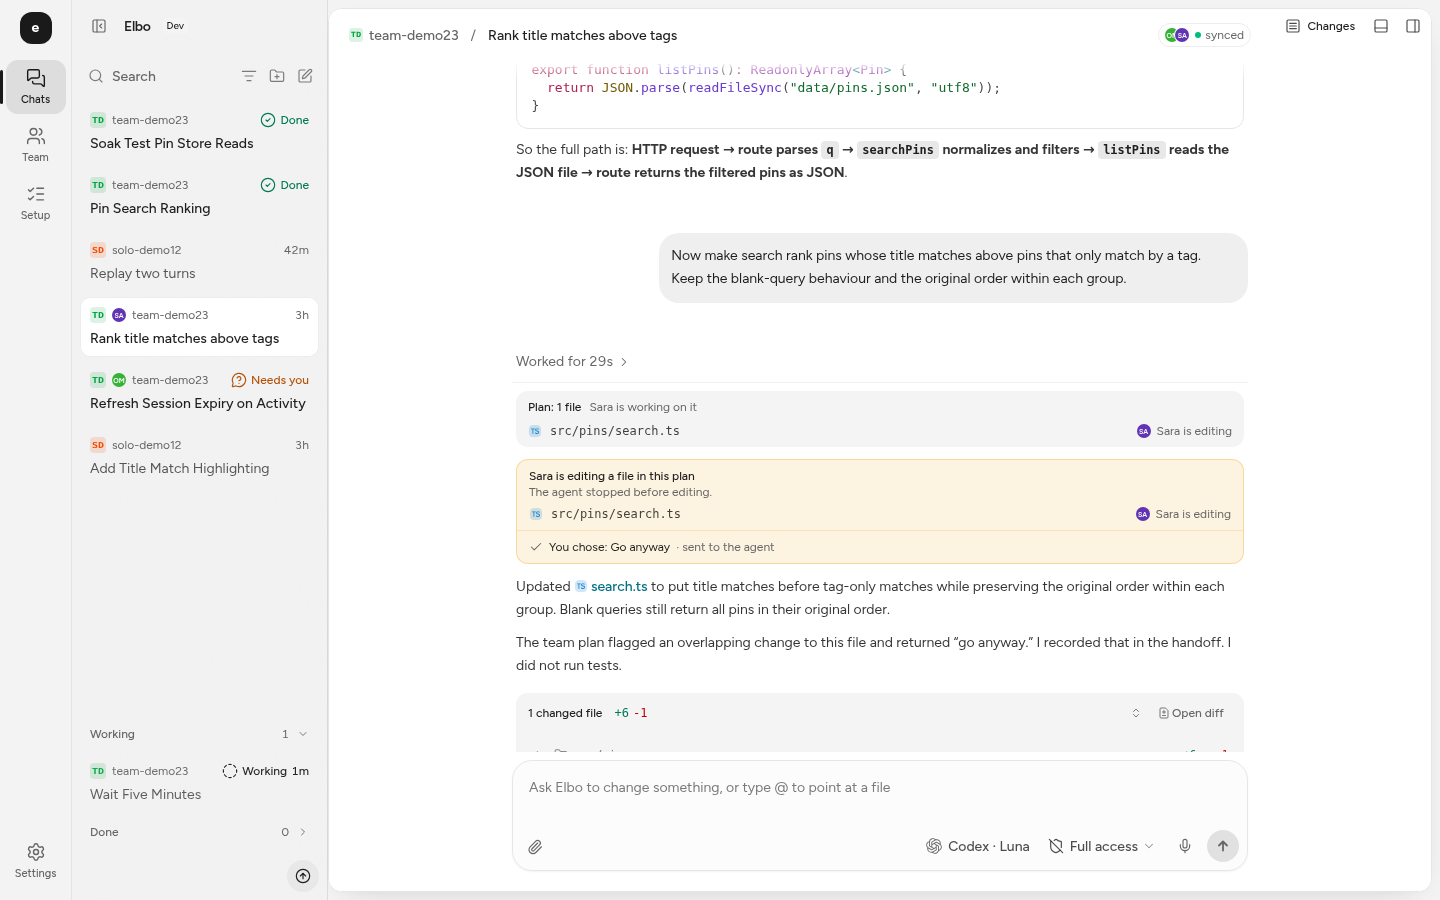 e
Chats
Team
Setup
Settings
Elbo Dev
Search
TD team-demo23 Done
Soak Test Pin Store Reads
TD team-demo23 Done
Pin Search Ranking
SD solo-demo12 42m
Replay two turns
TD SA team-demo23 3h
Rank title matches above tags
TD OM team-demo23 Needs you
Refresh Session Expiry on Activity
SD solo-demo12 3h
Add Title Match Highlighting
Working 1
TD team-demo23 Working 1m
Wait Five Minutes
Done 0
TD team-demo23 / Rank title matches above tags
SA synced
Changes
export function listPins(): ReadonlyArray<Pin> {
return JSON.parse(readFileSync("data/pins.json", "utf8"));
}
So the full path is: HTTP request → route parses q → searchPins normalizes and filters → listPins reads the
JSON file → route returns the filtered pins as JSON.
Now make search rank pins whose title matches above pins that only match by a tag.
Keep the blank-query behaviour and the original order within each group.
Worked for 29s
Plan: 1 file Sara is working on it
TS src/pins/search.ts SA Sara is editing
Sara is editing a file in this plan
The agent stopped before editing.
TS src/pins/search.ts SA Sara is editing
You chose: Go anyway · sent to the agent
Updated TS search.ts to put title matches before tag-only matches while preserving the original order within each
group. Blank queries still return all pins in their original order.
The team plan flagged an overlapping change to this file and returned “go anyway.” I recorded that in the handoff. I
did not run tests.
1 changed file +6 -1 Open diff
Ask Elbo to change something, or type @ to point at a file
Codex · Luna Full access